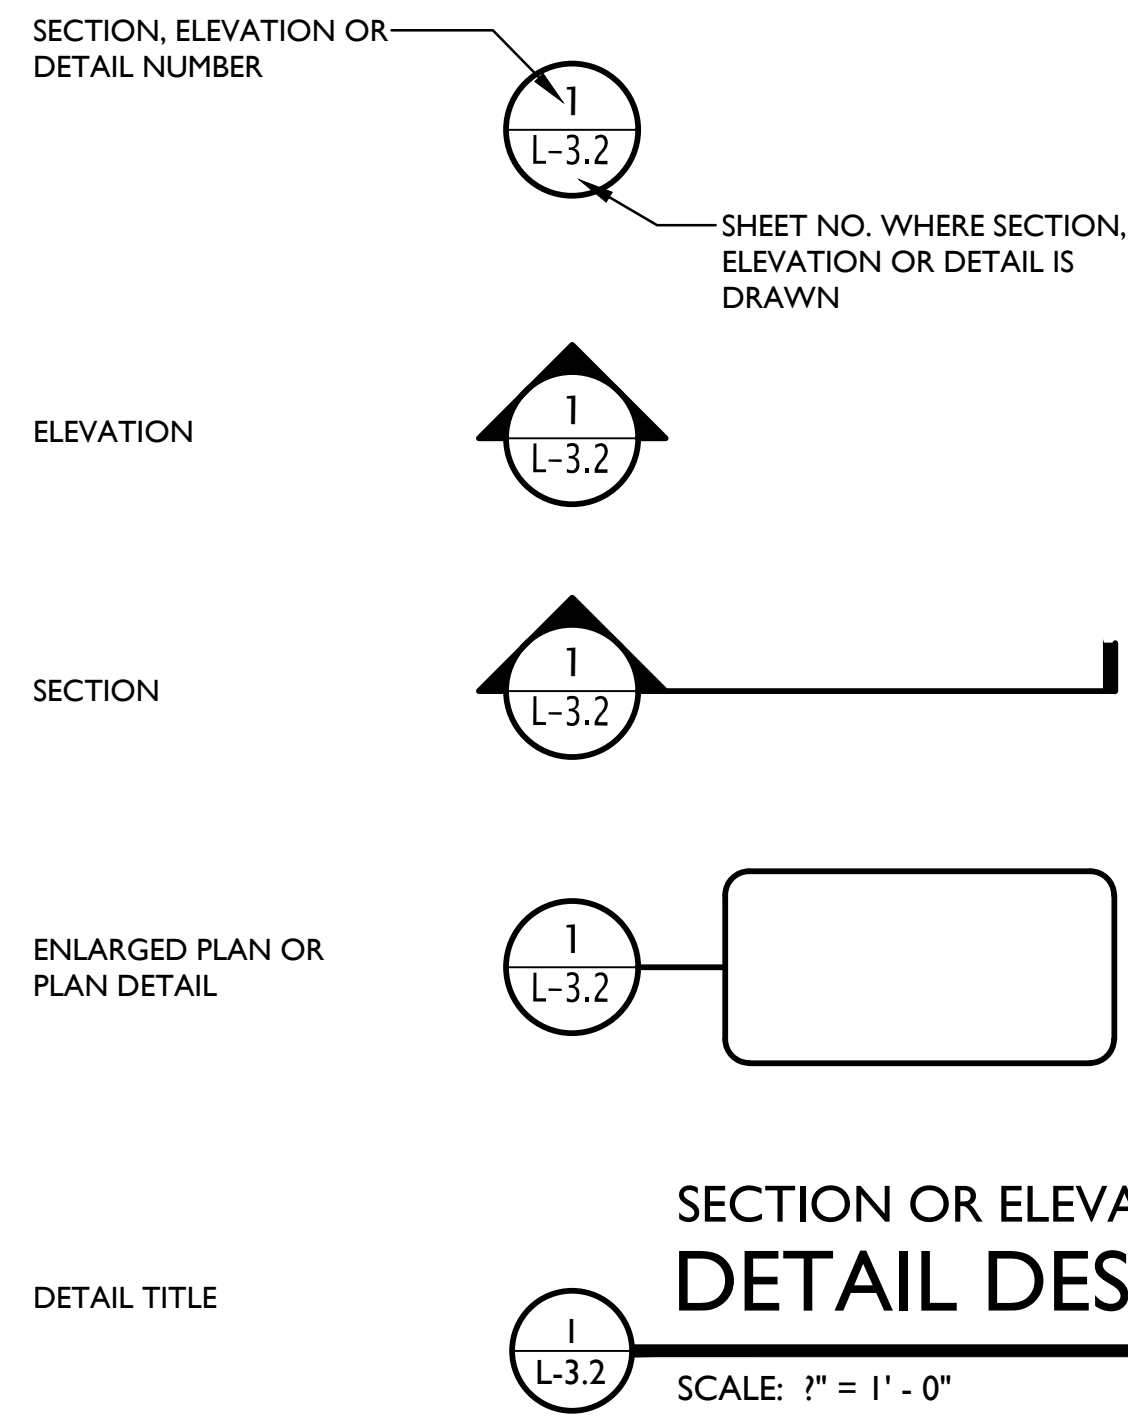 SECTION, ELEVATION OR
DETAIL NUMBER
1
L-3.2
SHEET NO. WHERE SECTION,
ELEVATION OR DETAIL IS
DRAWN
ELEVATION
1
L-3.2
SECTION
1
L-3.2
ENLARGED PLAN OR
PLAN DETAIL
1
L-3.2
SECTION OR ELEVA
DETAIL TITLE
DETAIL DES
1
L-3.2
SCALE: ?" = 1' - 0"